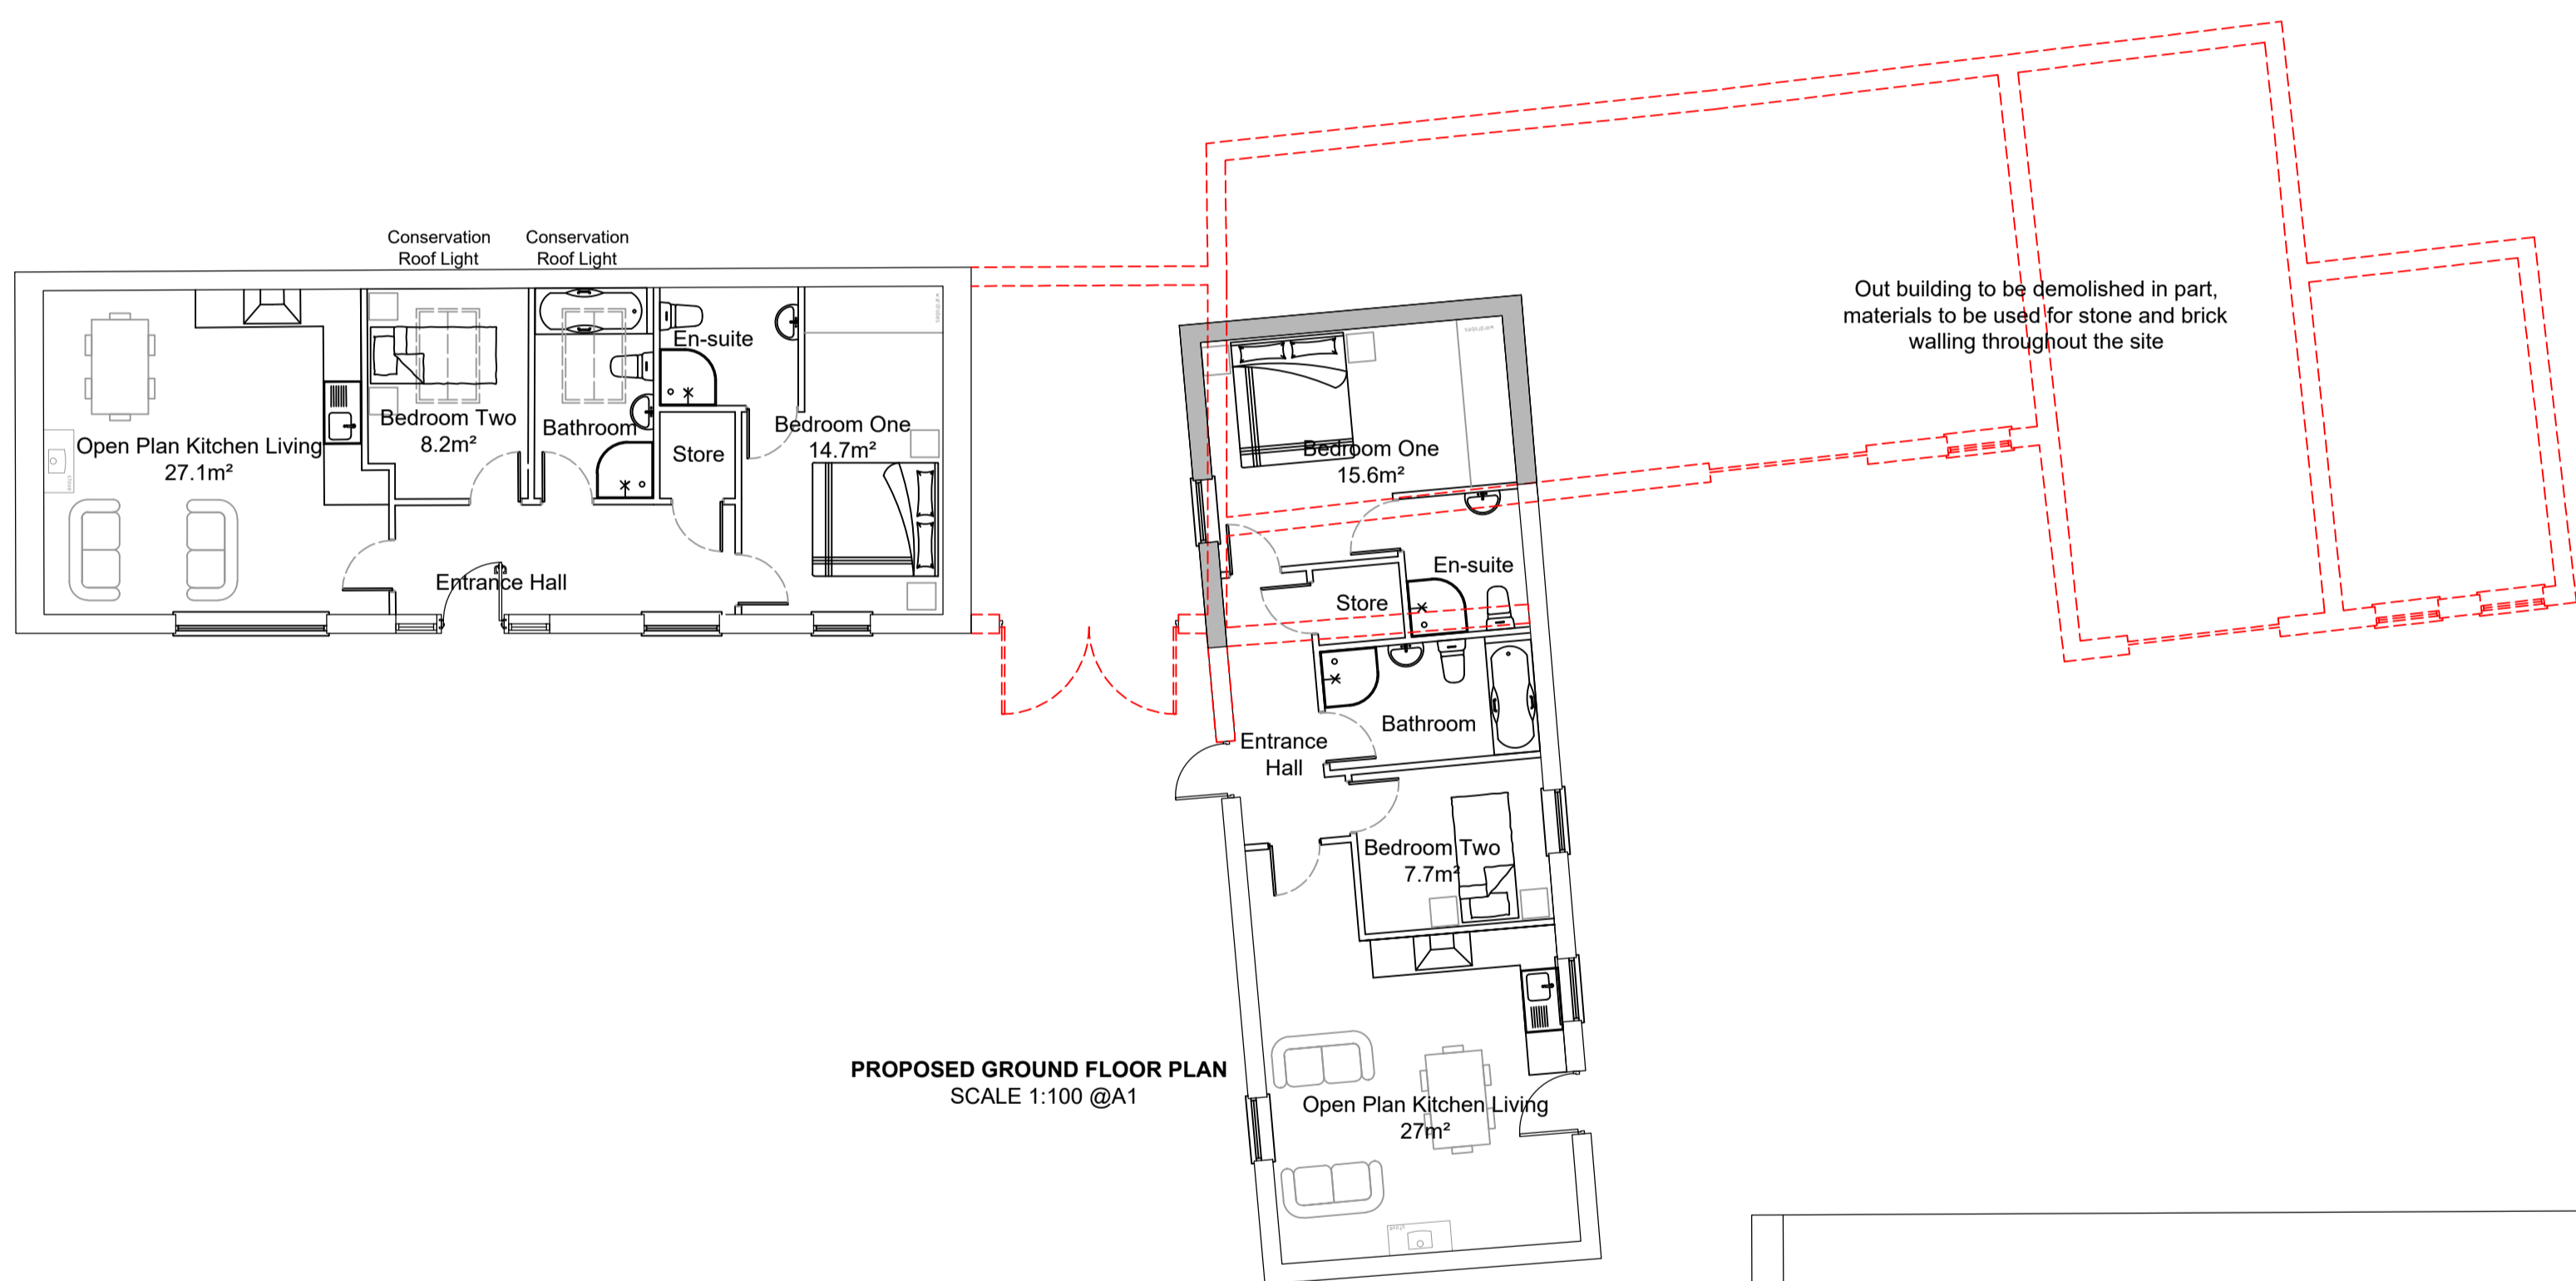 Conservation
Roof Light
Conservation
Roof Light
Open Plan Kitchen Living
27.1m²
Bedroom Two
8.2m²
Bathroom
En-suite
Store
Bedroom One
14.7m²
Entrance Hall
Out building to be demolished in part,
materials to be used for stone and brick
walling throughout the site
Bedroom One
15.6m²
En-suite
Store
Bathroom
Entrance
Hall
Bedroom Two
7.7m²
Open Plan Kitchen Living
27m²
PROPOSED GROUND FLOOR PLAN
SCALE 1:100 @A1